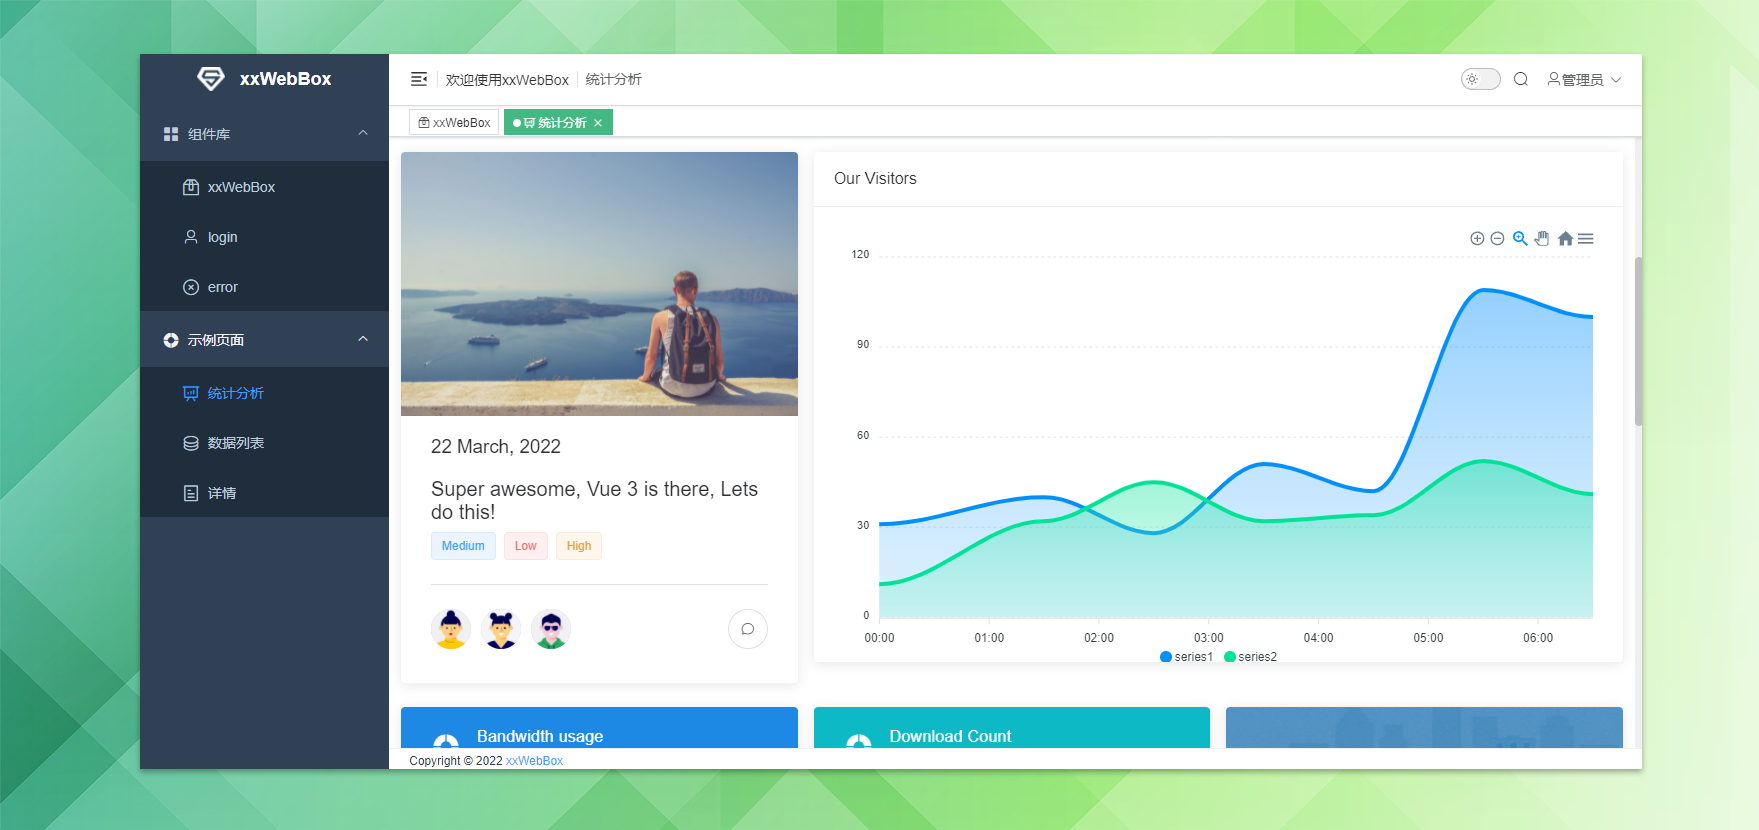 xxWebBox
组件库
xxWebBox
login
error
示例页面
统计分析
数据列表
详情
欢迎使用xxWebBox
统计分析
管理员
xxWebBox
统计分析
22 March, 2022
Super awesome, Vue 3 is there, Lets
do this!
Medium Low High
Our Visitors
120
90
60
30
0
00:00 01:00 02:00 03:00 04:00 05:00 06:00
series1 series2
Bandwidth usage
Download Count
Copyright © 2022 xxWebBox